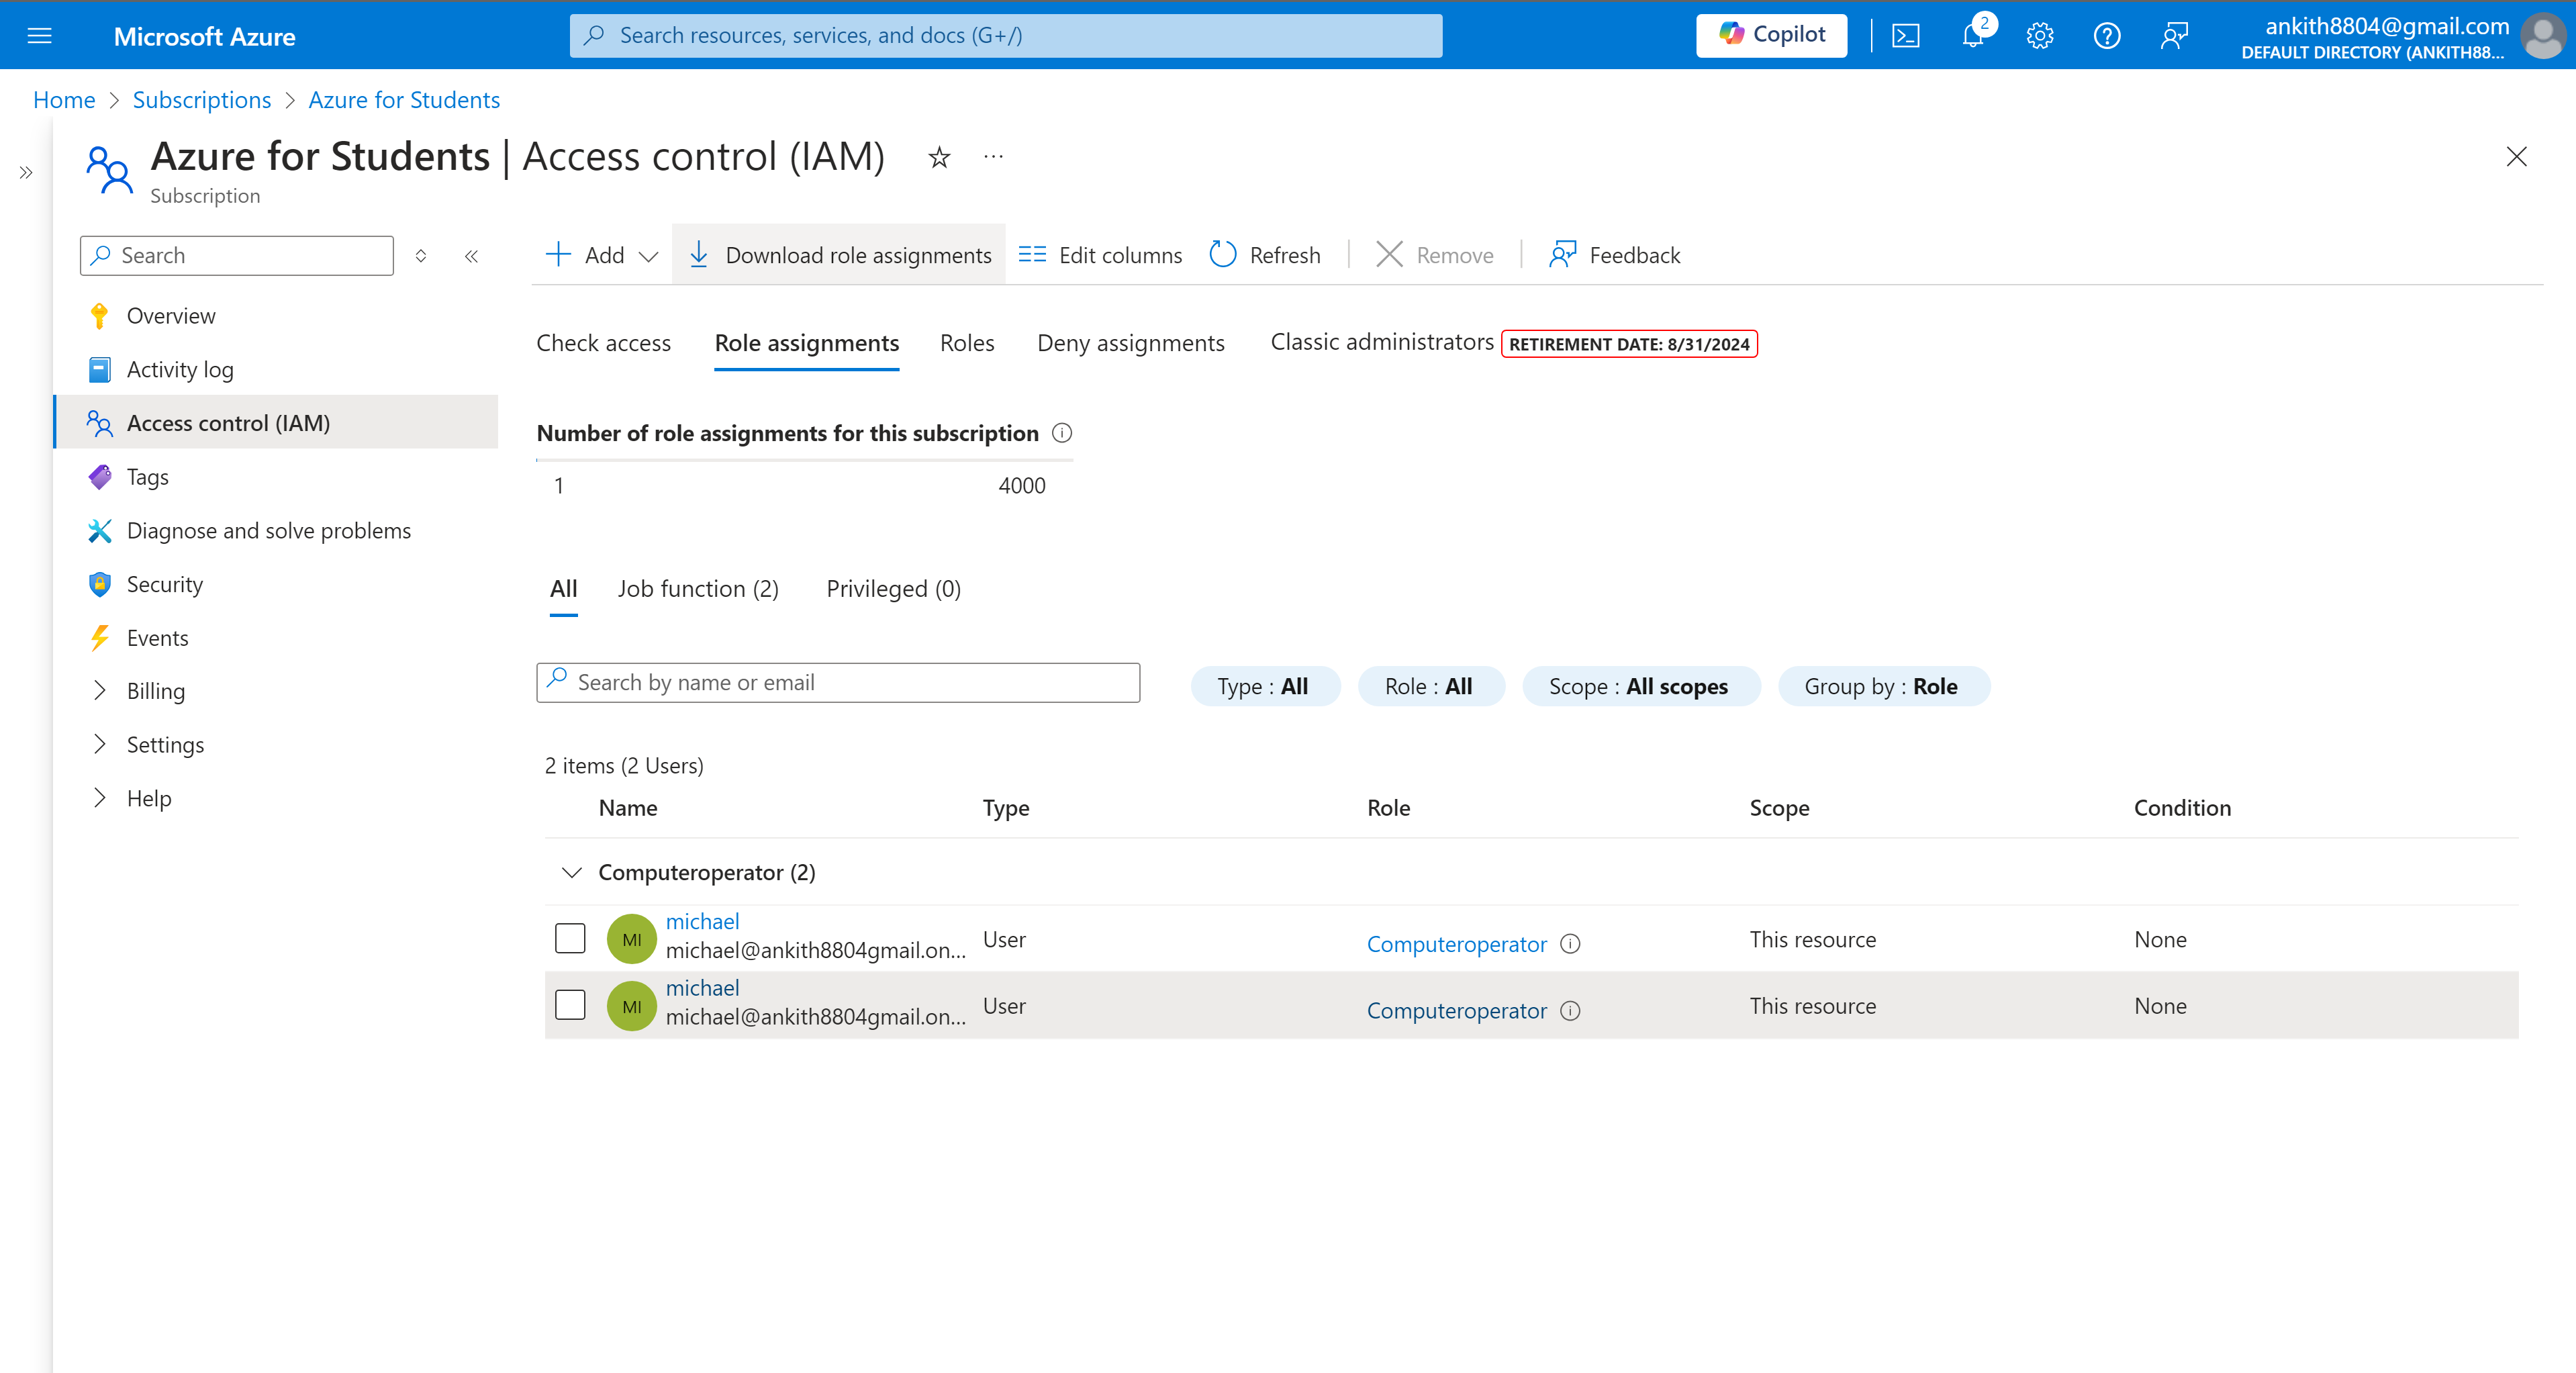 Microsoft Azure
Search resources, services, and docs (G+/)
Copilot
2
ankith8804@gmail.com
DEFAULT DIRECTORY (ANKITH88...
Home > Subscriptions > Azure for Students
Azure for Students | Access control (IAM)
Subscription
Search
Overview
Activity log
Access control (IAM)
Tags
Diagnose and solve problems
Security
Events
Billing
Settings
Help
Add
Download role assignments
Edit columns
Refresh
Remove
Feedback
Check access
Role assignments
Roles
Deny assignments
Classic administrators
RETIREMENT DATE: 8/31/2024
Number of role assignments for this subscription
1
4000
All
Job function (2)
Privileged (0)
Search by name or email
Type : All
Role : All
Scope : All scopes
Group by : Role
2 items (2 Users)
Name Type Role Scope Condition
Computeroperator (2)
MI
michael
michael@ankith8804gmail.on...
User
Computeroperator
This resource
None
MI
michael
michael@ankith8804gmail.on...
User
Computeroperator
This resource
None